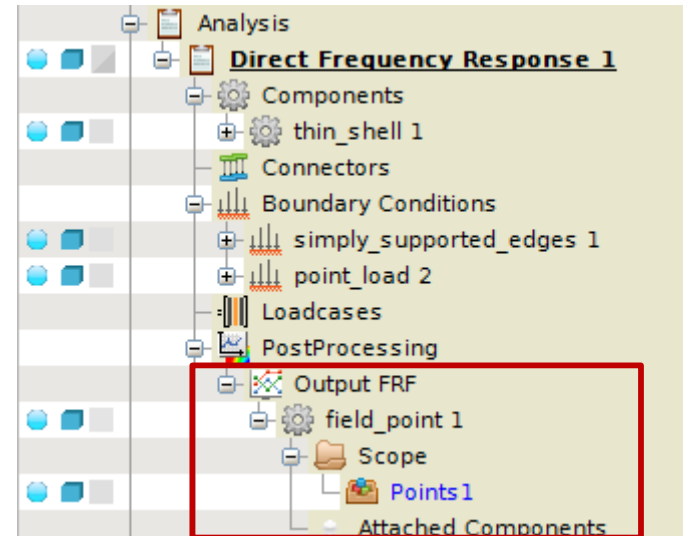 Analysis
Direct Frequency Response 1
Components
thin_shell 1
Connectors
Boundary Conditions
simply_supported_edges 1
point_load 2
Loadcases
PostProcessing
Output FRF
field_point 1
Scope
Points1
Attached Components